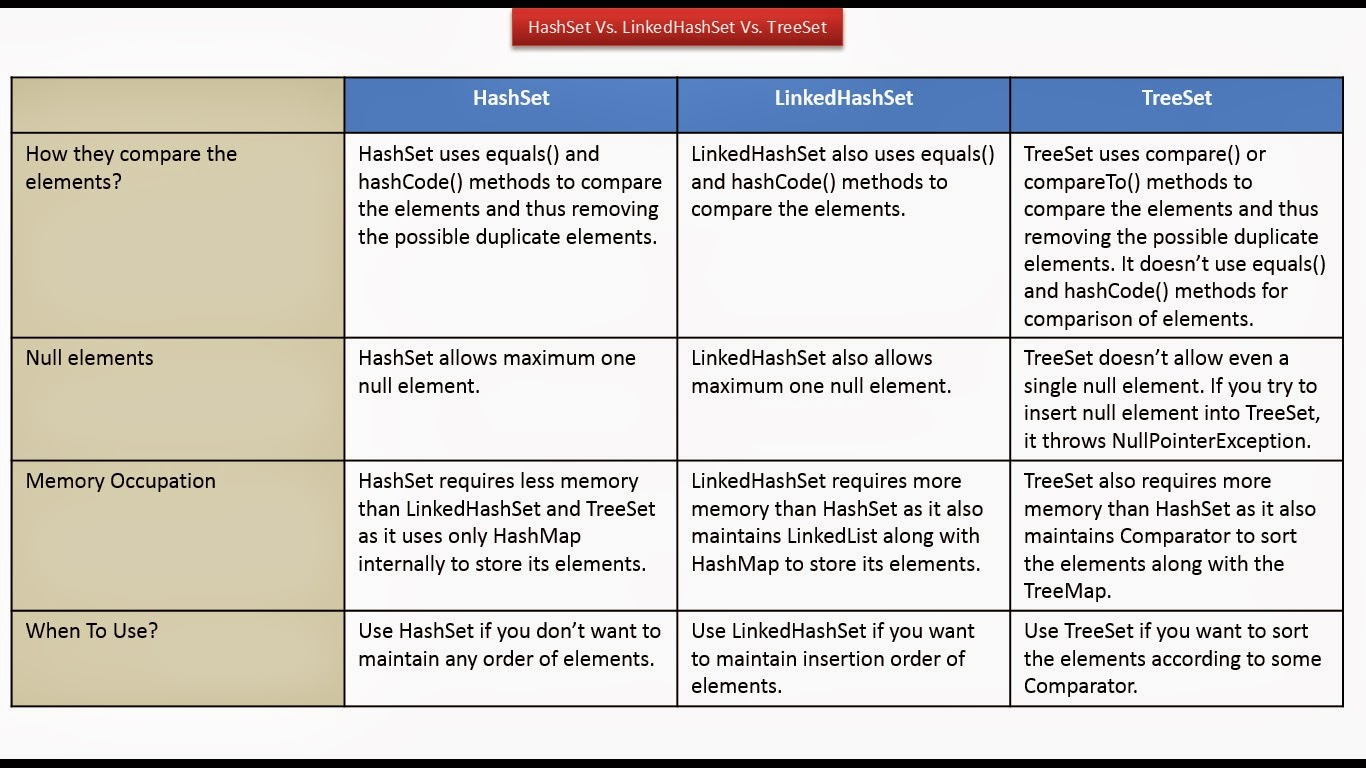 HashSet Vs. LinkedHashSet Vs. TreeSet
HashSet
LinkedHashSet
TreeSet
How they compare the
elements?
HashSet uses equals() and
hashCode() methods to compare
the elements and thus removing
the possible duplicate elements.
LinkedHashSet also uses equals()
and hashCode() methods to
compare the elements.
TreeSet uses compare() or
compareTo() methods to
compare the elements and thus
removing the possible duplicate
elements. It doesn’t use equals()
and hashCode() methods for
comparison of elements.
Null elements
HashSet allows maximum one
null element.
LinkedHashSet also allows
maximum one null element.
TreeSet doesn’t allow even a
single null element. If you try to
insert null element into TreeSet,
it throws NullPointerException.
Memory Occupation
HashSet requires less memory
than LinkedHashSet and TreeSet
as it uses only HashMap
internally to store its elements.
LinkedHashSet requires more
memory than HashSet as it also
maintains LinkedList along with
HashMap to store its elements.
TreeSet also requires more
memory than HashSet as it also
maintains Comparator to sort
the elements along with the
TreeMap.
When To Use?
Use HashSet if you don’t want to
maintain any order of elements.
Use LinkedHashSet if you want
to maintain insertion order of
elements.
Use TreeSet if you want to sort
the elements according to some
Comparator.